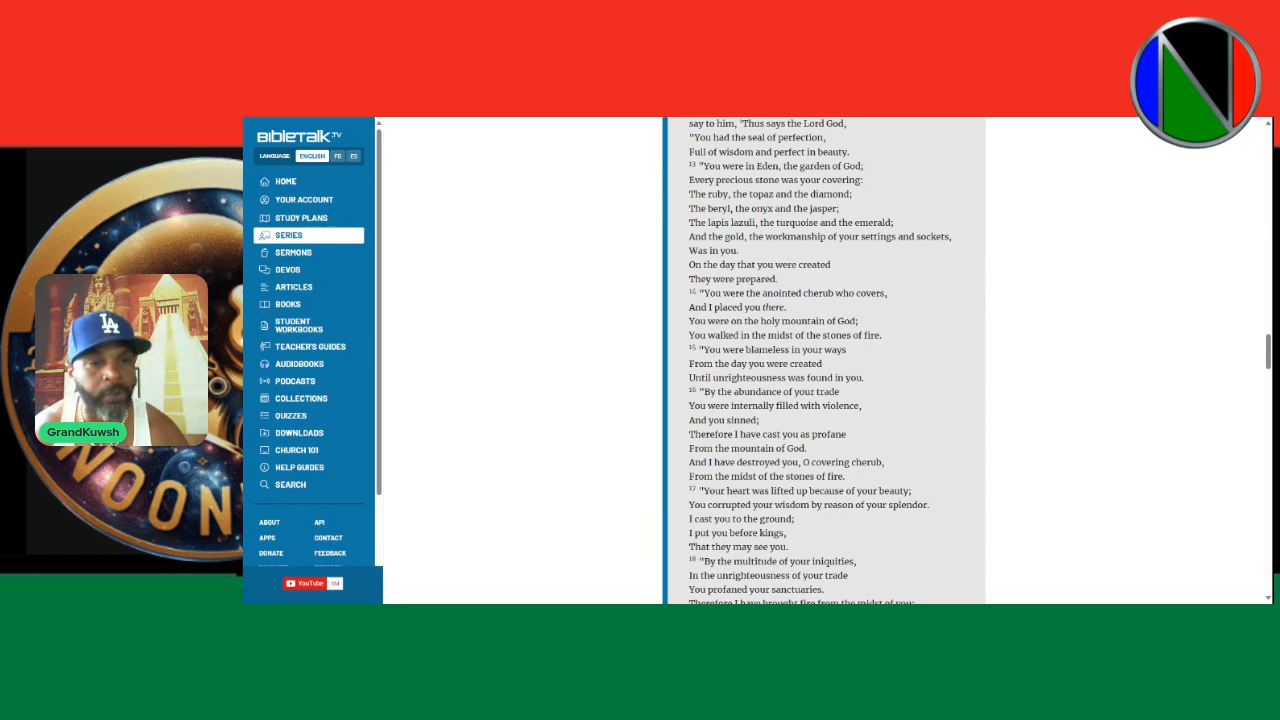 BIBLETALK.TV
LANGUAGE: ENGLISH FR ES
HOME
YOUR ACCOUNT
STUDY PLANS
SERIES
SERMONS
DEVOS
ARTICLES
BOOKS
STUDENT
WORKBOOKS
TEACHER'S GUIDES
AUDIOBOOKS
PODCASTS
COLLECTIONS
QUIZZES
DOWNLOADS
CHURCH 101
HELP GUIDES
SEARCH
ABOUT API
APPS CONTACT
DONATE FEEDBACK
YouTube
say to him, 'Thus says the Lord God,
"You had the seal of perfection,
Full of wisdom and perfect in beauty.
13 "You were in Eden, the garden of God;
Every precious stone was your covering:
The ruby, the topaz and the diamond;
The beryl, the onyx and the jasper;
The lapis lazuli, the turquoise and the emerald;
And the gold, the workmanship of your settings and sockets,
Was in you.
On the day that you were created
They were prepared.
14 "You were the anointed cherub who covers,
And I placed you there.
You were on the holy mountain of God;
You walked in the midst of the stones of fire.
15 "You were blameless in your ways
From the day you were created
Until unrighteousness was found in you.
16 "By the abundance of your trade
You were internally filled with violence,
And you sinned;
Therefore I have cast you as profane
From the mountain of God.
And I have destroyed you, O covering cherub,
From the midst of the stones of fire.
17 "Your heart was lifted up because of your beauty;
You corrupted your wisdom by reason of your splendor.
I cast you to the ground;
I put you before kings,
That they may see you.
18 "By the multitude of your iniquities,
In the unrighteousness of your trade
You profaned your sanctuaries.
Therefore I have brought fire from the midst of you;
LA
GrandKuwsh
NOON
N